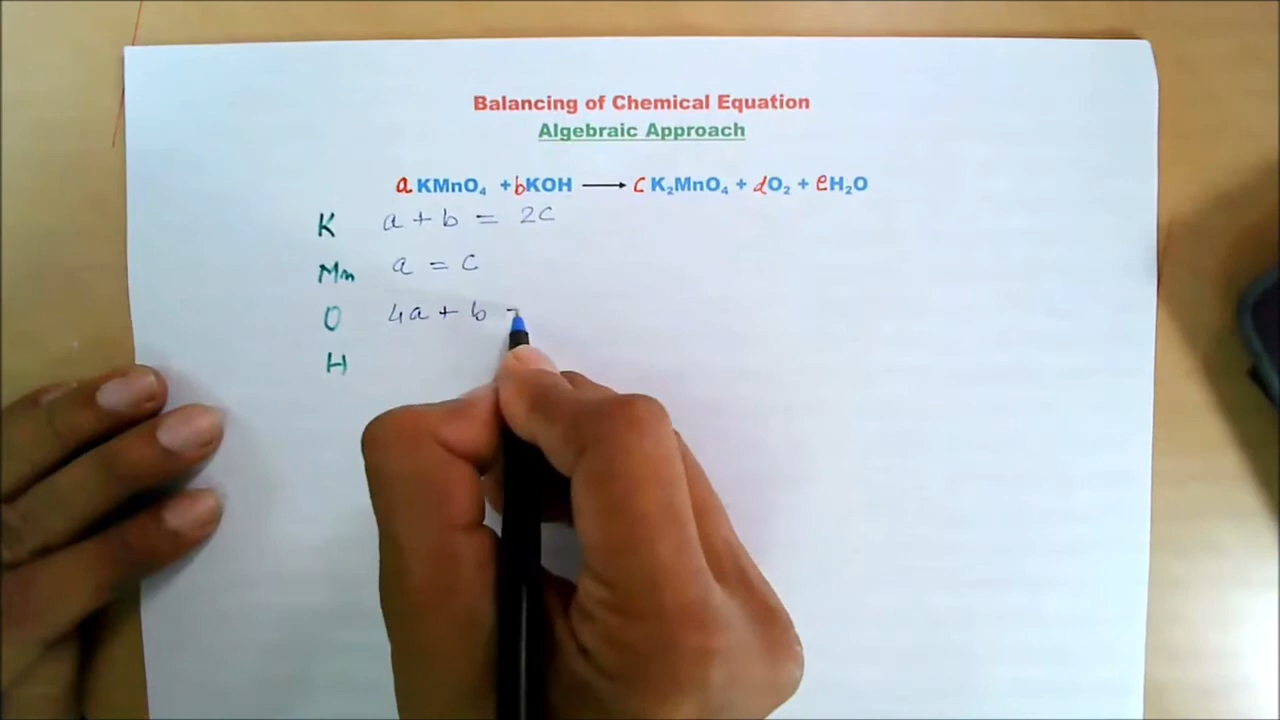 Balancing of Chemical Equation
Algebraic Approach
a KMnO₄ + b KOH ⟶ c K₂MnO₄ + d O₂ + e H₂O
K a + b = 2c
Mn a = c
O 4a + b -
H